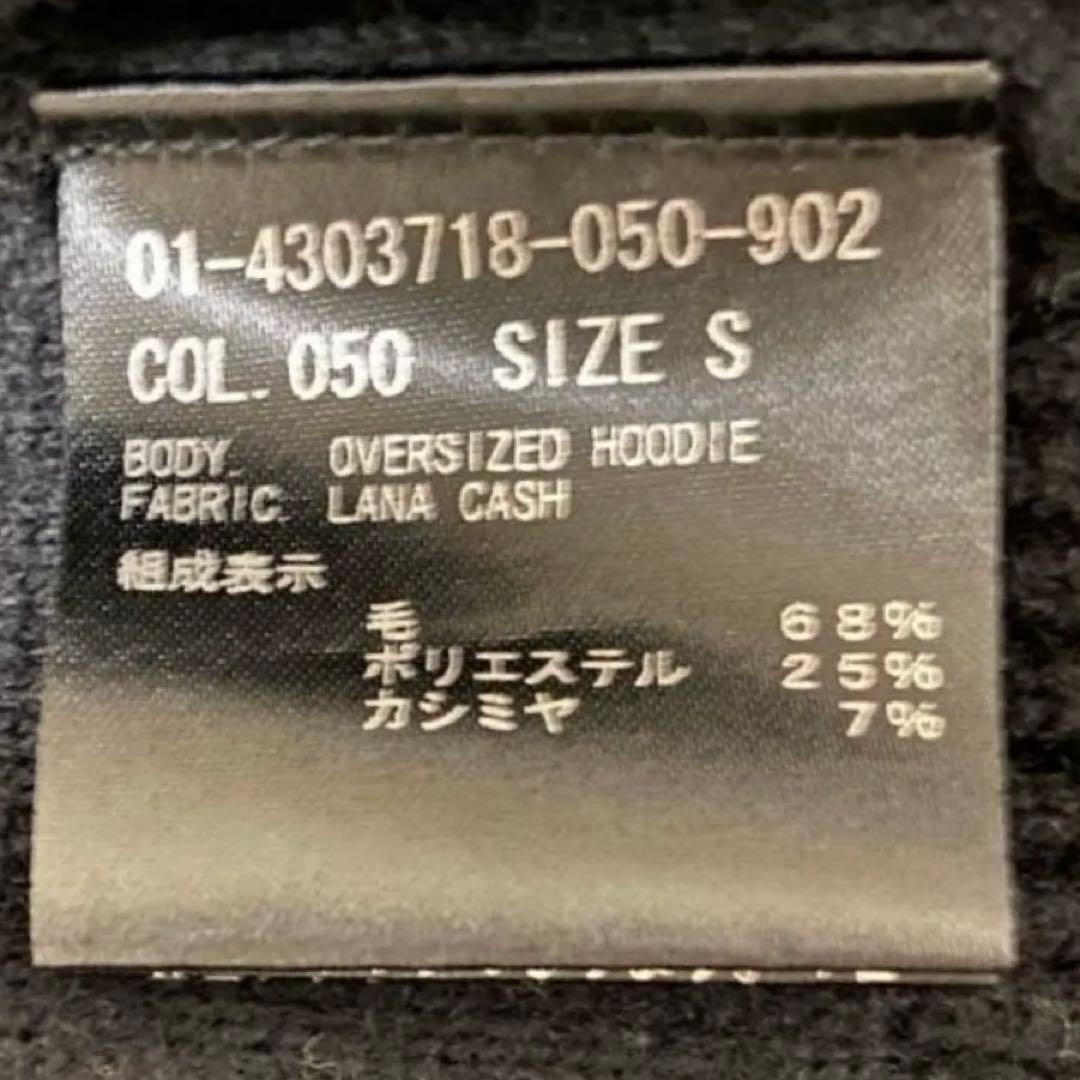 01-4303718-050-902
COL. 050 SIZE S
BODY. OVERSIZED HOODIE
FABRIC. LANA CASH
組成表示
毛 68%
ポリエステル 25%
カシミヤ 7%